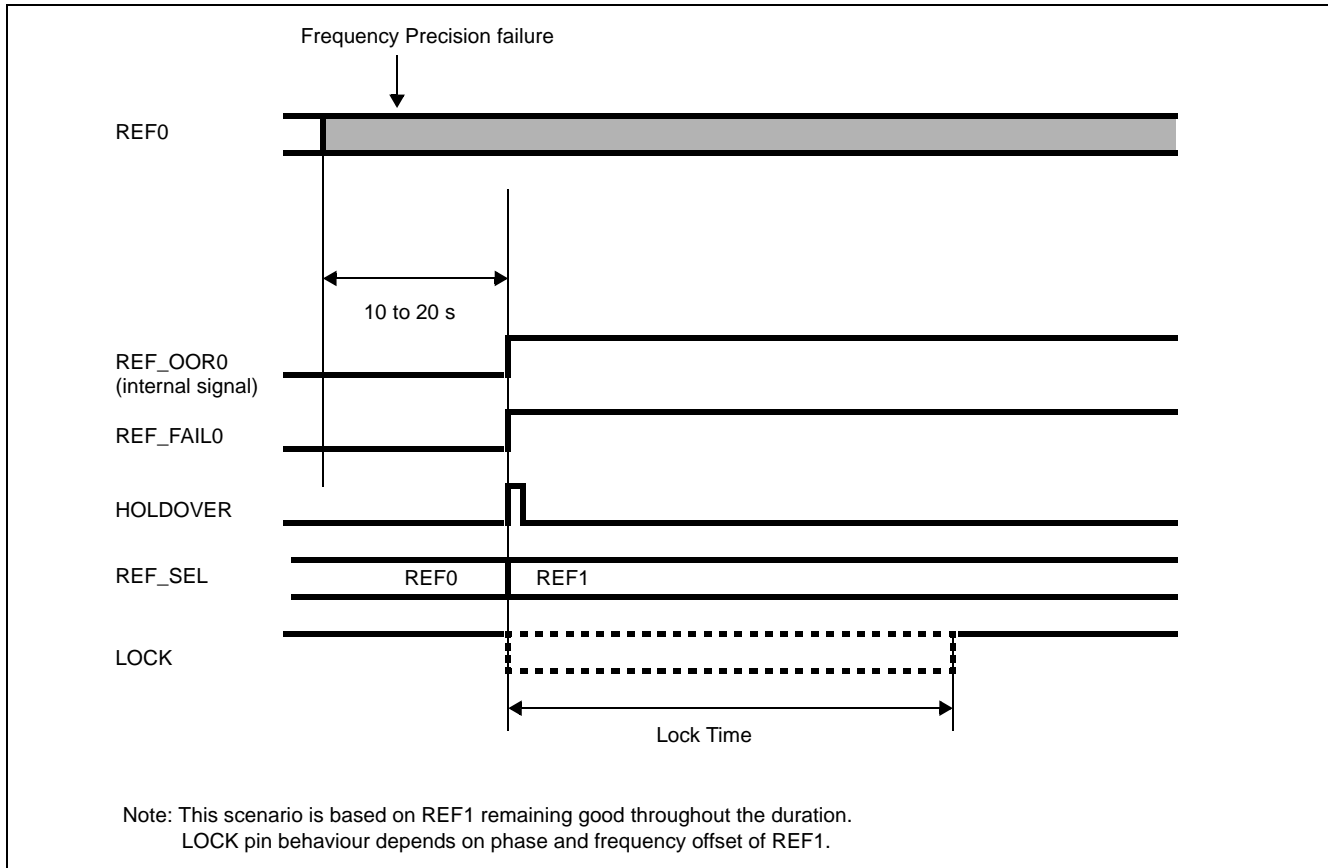 Frequency Precision failure
REF0
10 to 20 s
REF_OOR0
(internal signal)
REF_FAIL0
HOLDOVER
REF_SEL
REF0
REF1
LOCK
Lock Time
Note: This scenario is based on REF1 remaining good throughout the duration.
LOCK pin behaviour depends on phase and frequency offset of REF1.